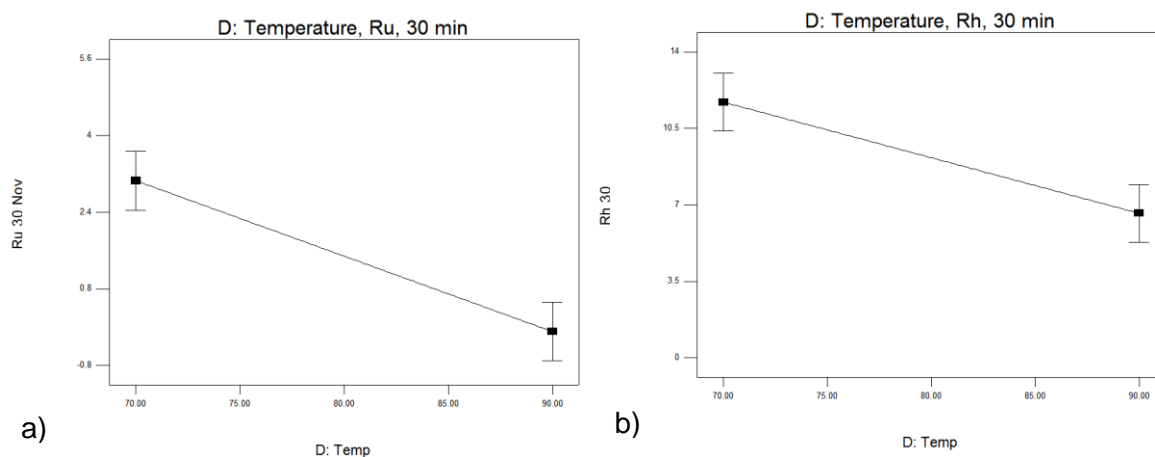 D: Temperature, Ru, 30 min
5.6
4
2.4
0.8
-0.8
Ru 30 Nov
70.00 75.00 80.00 85.00 90.00
D: Temp
a)
D: Temperature, Rh, 30 min
14
10.5
7
3.5
0
Rh 30
70.00 75.00 80.00 85.00 90.00
D: Temp
b)